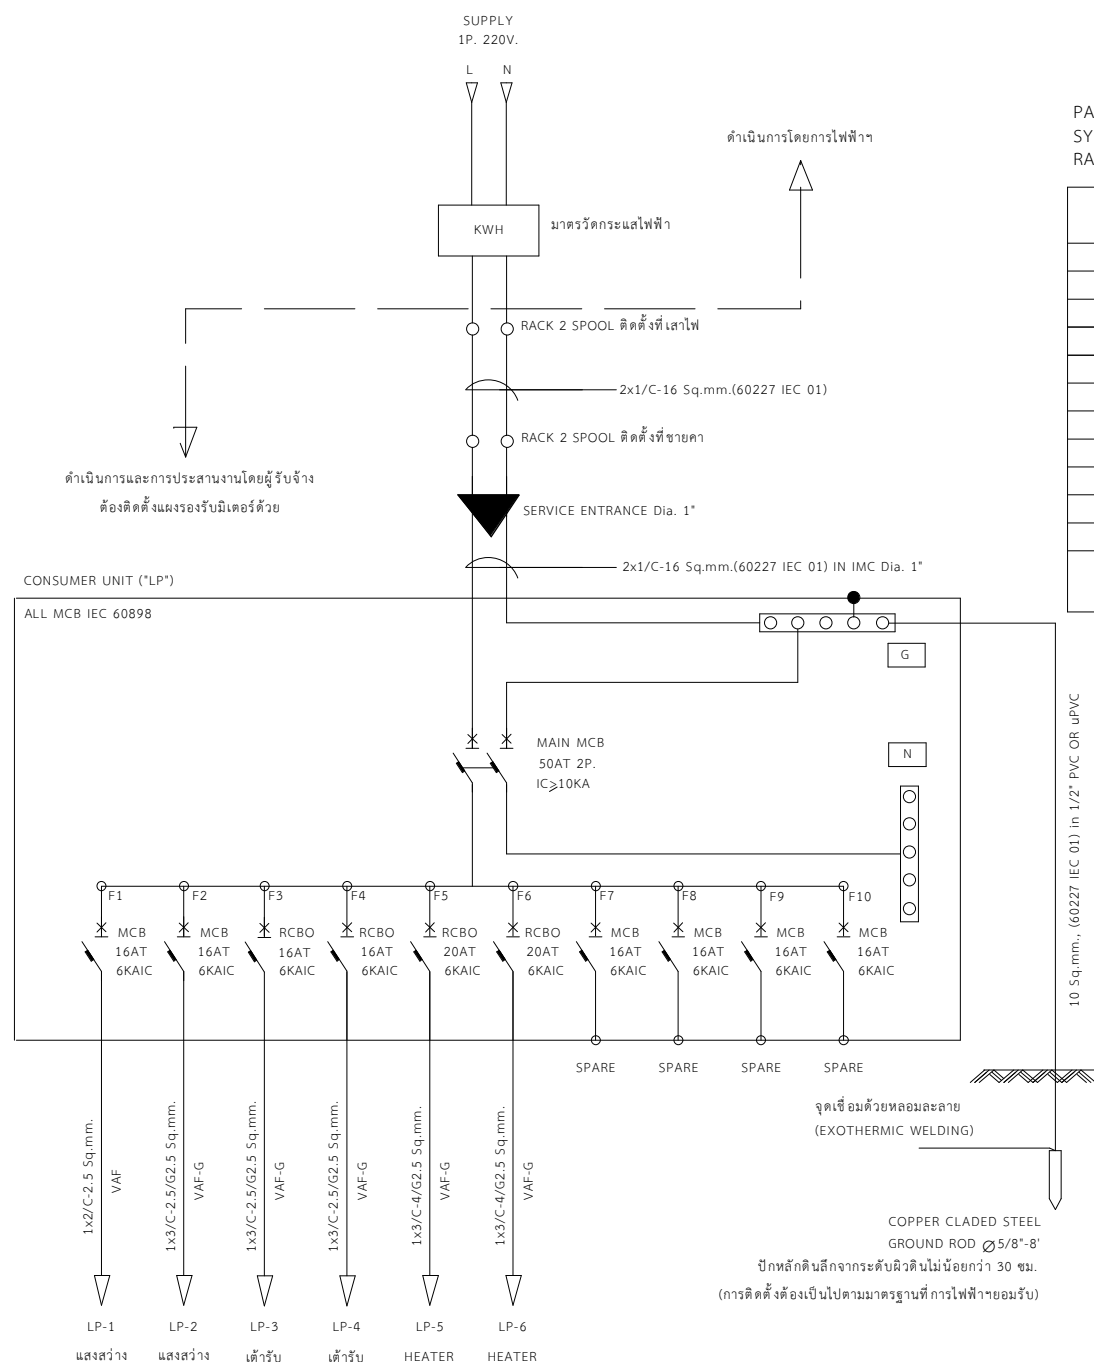 SUPPLY
1P. 220V.
L N
PA
SY
RA
ดำเนินการโดยการไฟฟ้าฯ
KWH
มาตรวัดกระแสไฟฟ้า
RACK 2 SPOOL ติดตั้งที่เสาไฟ
2x1/C-16 Sq.mm.(60227 IEC 01)
RACK 2 SPOOL ติดตั้งที่ชายคา
ดำเนินการและการประสานงานโดยผู้รับจ้าง
ต้องติดตั้งแผงรองรับมิเตอร์ด้วย
SERVICE ENTRANCE Dia. 1"
2x1/C-16 Sq.mm.(60227 IEC 01) IN IMC Dia. 1"
CONSUMER UNIT ("LP")
ALL MCB IEC 60898
G
MAIN MCB
50AT 2P.
IC≥10KA
N
10 Sq.mm., (60227 IEC 01) in 1/2" PVC OR uPVC
F1 F2 F3 F4 F5 F6 F7 F8 F9 F10
MCB MCB RCBO RCBO RCBO RCBO MCB MCB MCB MCB
16AT 16AT 16AT 16AT 20AT 20AT 16AT 16AT 16AT 16AT
6KAIC 6KAIC 6KAIC 6KAIC 6KAIC 6KAIC 6KAIC 6KAIC 6KAIC 6KAIC
SPARE SPARE SPARE SPARE
1x2/C-2.5 Sq.mm.
VAF
1x3/C-2.5/G2.5 Sq.mm.
VAF-G
1x3/C-2.5/G2.5 Sq.mm.
VAF-G
1x3/C-2.5/G2.5 Sq.mm.
VAF-G
1x3/C-4/G2.5 Sq.mm.
VAF-G
1x3/C-4/G2.5 Sq.mm.
VAF-G
จุดเชื่อมด้วยหลอมละลาย
(EXOTHERMIC WELDING)
COPPER CLADED STEEL
GROUND ROD Ø5/8"-8'
ปักหลักดินลึกจากระดับผิวดินไม่น้อยกว่า 30 ซม.
(การติดตั้งต้องเป็นไปตามมาตรฐานที่การไฟฟ้าฯยอมรับ)
LP-1 LP-2 LP-3 LP-4 LP-5 LP-6
แสงสว่าง แสงสว่าง เต้ารับ เต้ารับ HEATER HEATER